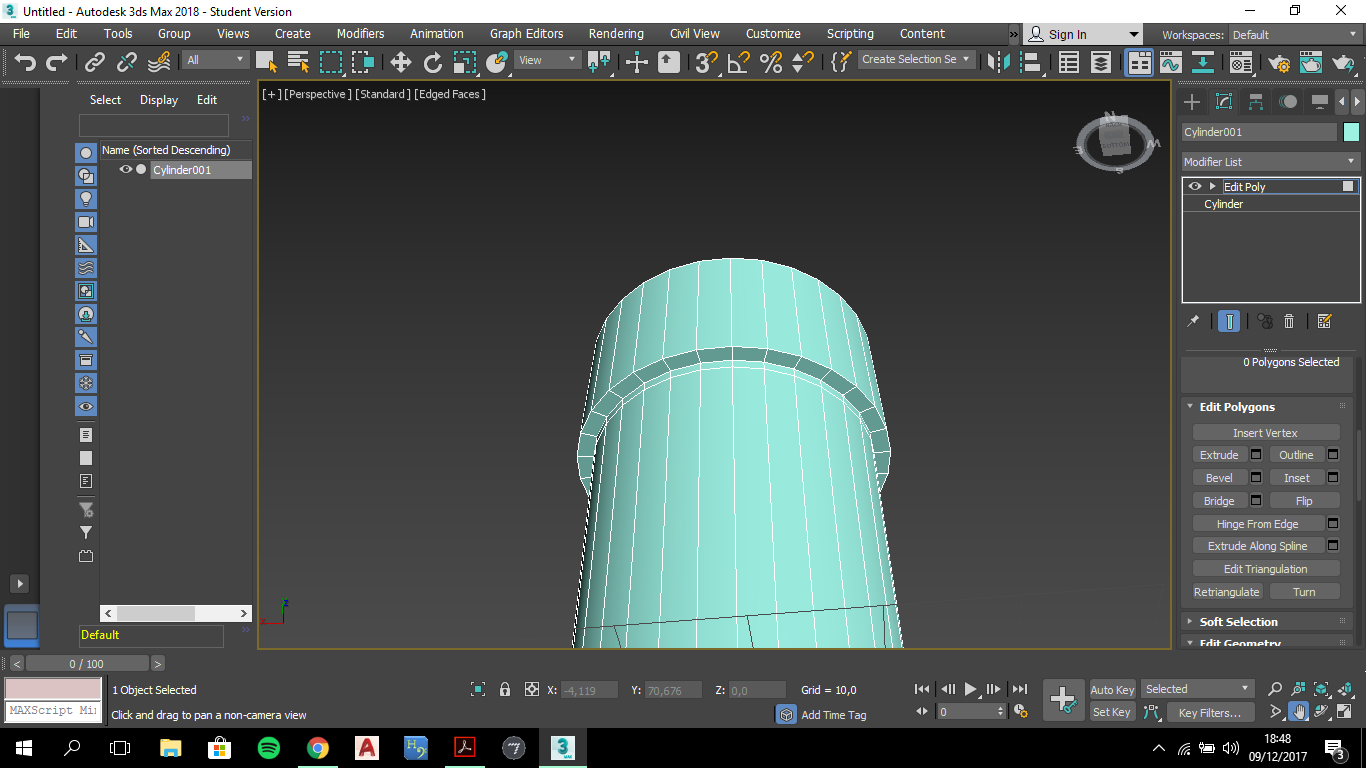 Untitled - Autodesk 3ds Max 2018 - Student Version
File Edit Tools Group Views Create Modifiers Animation Graph Editors Rendering Civil View Customize Scripting Content » Sign In Workspaces: Default
All View Create Selection Se
Select Display Edit
Name (Sorted Descending)
Cylinder001
Default
[+] [Perspective] [Standard] [Edged Faces]
N
W
S
BOTTOM
Cylinder001
Modifier List
Edit Poly
Cylinder
0 Polygons Selected
Edit Polygons
Insert Vertex
Extrude Outline
Bevel Inset
Bridge Flip
Hinge From Edge
Extrude Along Spline
Edit Triangulation
Retriangulate Turn
Soft Selection
Edit Geometry
< 0 / 100 >
MAXScript Mi
1 Object Selected
Click and drag to pan a non-camera view
X: -4,119 Y: 70,676 Z: 0,0 Grid = 10,0
Add Time Tag
0
Auto Key Selected
Set Key Key Filters...
18:48
09/12/2017
3